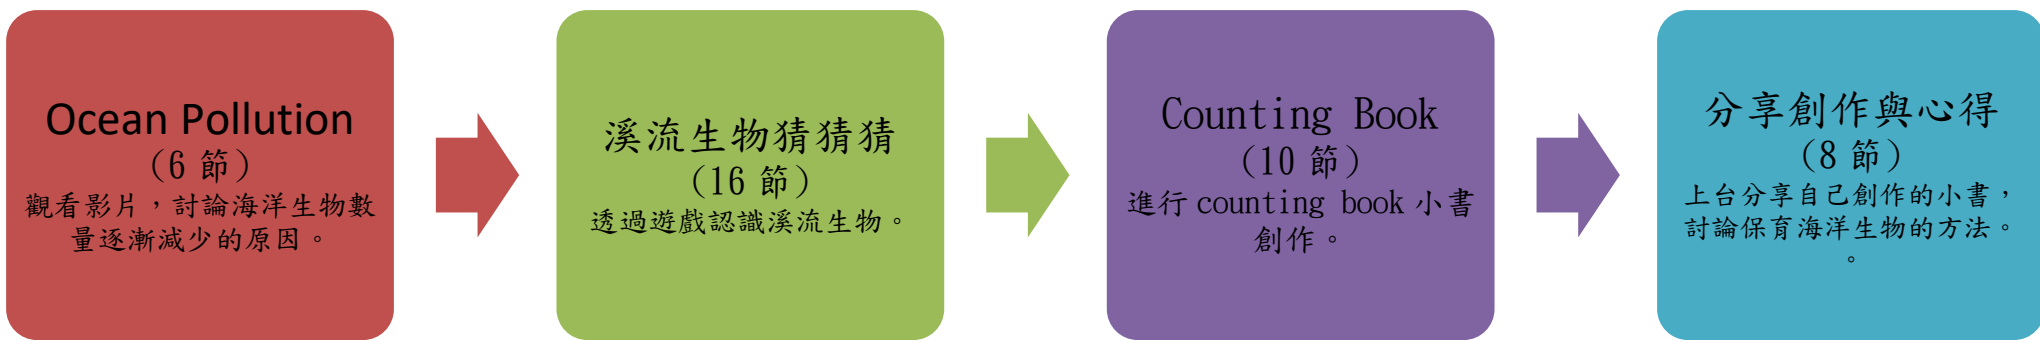 Ocean Pollution
(6 節)
觀看影片，討論海洋生物數
量逐漸減少的原因。
溪流生物猜猜猜
(16 節)
透過遊戲認識溪流生物。
Counting Book
(10 節)
進行 counting book 小書
創作。
分享創作與心得
(8 節)
上台分享自己創作的小書，
討論保育海洋生物的方法。
。